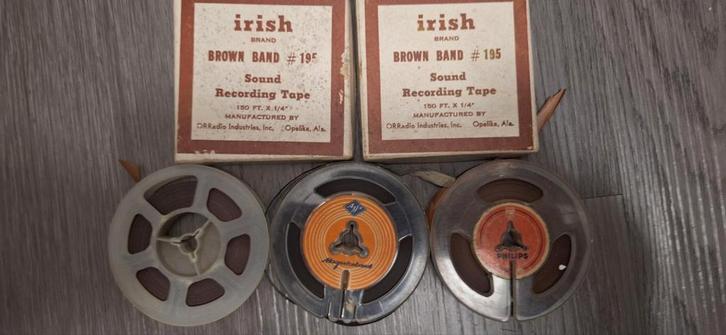 irish
BRAND
BROWN BAND # 195
Sound
Recording Tape
150 FT. X 1/4"
MANUFACTURED BY
ORRadio Industries, Inc. Opelika, Ala.
irish
BRAND
BROWN BAND # 195
Sound
Recording Tape
150 FT. X 1/4"
MANUFACTURED BY
ORRadio Industries, Inc. Opelika, Ala.
Agfa
Magnetonband
PHILIPS